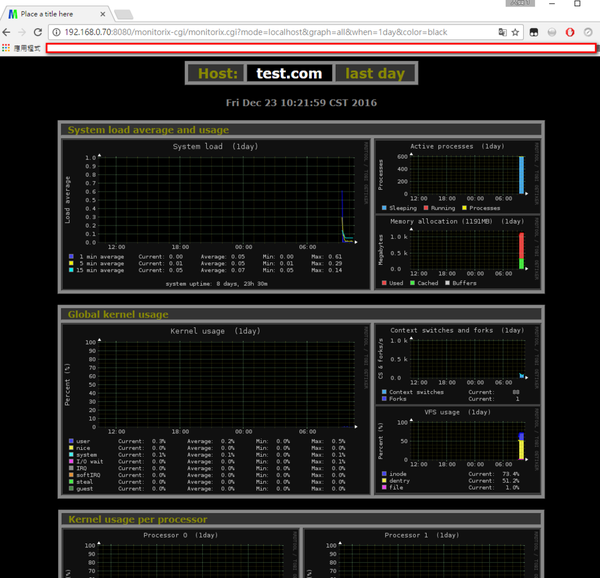 Place a title here
192.168.0.70:8080/monitorix-cgi/monitorix.cgi?mode=localhost&graph=all&when=1day&color=black
應用程式
Host: test.com last day
Fri Dec 23 10:21:59 CST 2016
System load average and usage
System load (1day)
Load average
1.0
0.9
0.8
0.7
0.6
0.5
0.4
0.3
0.2
0.1
0.0
12:00 18:00 00:00 06:00
1 min average Current: 0.00 Average: 0.05 Min: 0.00 Max: 0.61
5 min average Current: 0.01 Average: 0.05 Min: 0.01 Max: 0.29
15 min average Current: 0.05 Average: 0.07 Min: 0.05 Max: 0.14
system uptime: 8 days, 23h 30m
Active processes (1day)
Processes
600
400
200
0
12:00 18:00 00:00 06:00
Sleeping Running Processes
Memory allocation (1191MB) (1day)
Megabytes
1.0 k
0.5 k
0.0
12:00 18:00 00:00 06:00
Used Cached Buffers
Global kernel usage
Kernel usage (1day)
Percent (%)
100
90
80
70
60
50
40
30
20
10
0
12:00 18:00 00:00 06:00
user Current: 0.3% Average: 0.2% Min: 0.0% Max: 0.5%
nice Current: 0.0% Average: 0.0% Min: 0.0% Max: 0.0%
system Current: 0.1% Average: 0.1% Min: 0.0% Max: 0.1%
I/O wait Current: 0.0% Average: 0.0% Min: 0.0% Max: 0.1%
IRQ Current: 0.0% Average: 0.0% Min: 0.0% Max: 0.0%
softIRQ Current: 0.0% Average: 0.0% Min: 0.0% Max: 0.0%
steal Current: 0.0% Average: 0.0% Min: 0.0% Max: 0.0%
guest Current: 0.0% Average: 0.0% Min: 0.0% Max: 0.0%
Context switches and forks (1day)
CS & forks/s
1.0 k
0.5 k
0.0
12:00 18:00 00:00 06:00
Context switches Current: 88
Forks Current: 1
VFS usage (1day)
Percent (%)
100
50
0
12:00 18:00 00:00 06:00
inode Current: 73.4%
dentry Current: 51.2%
file Current: 1.0%
Kernel usage per processor
Processor 0 (1day)
100
90
80
70
60
Processor 1 (1day)
100
90
80
70
60